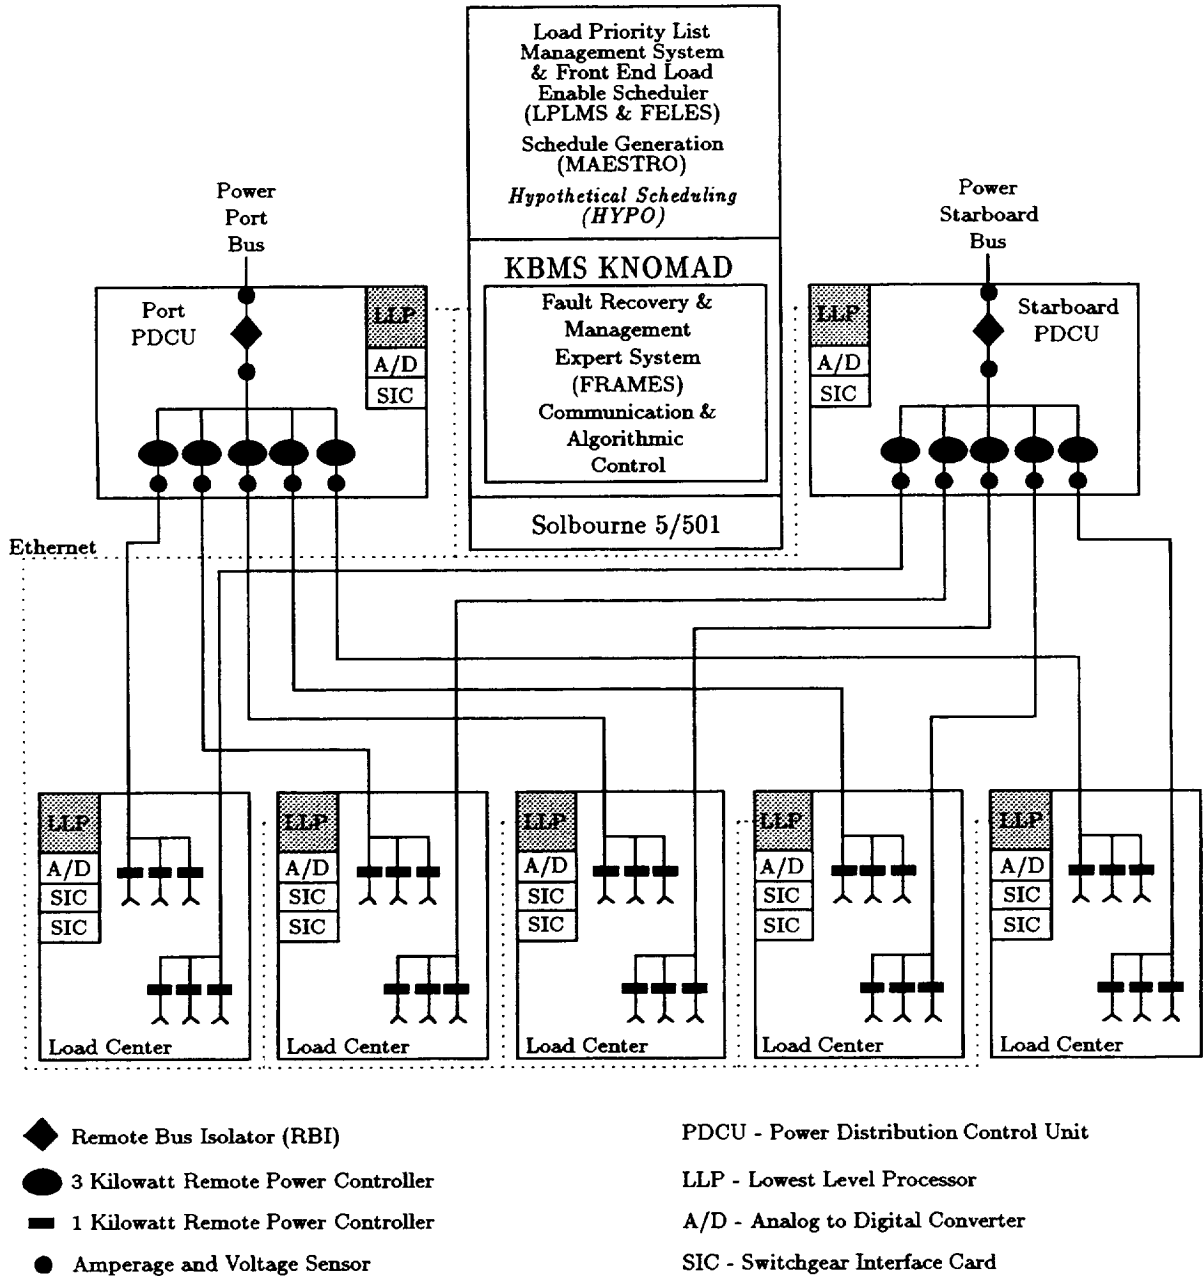 Load Priority List
Management System
& Front End Load
Enable Scheduler
(LPLMS & FELES)
Schedule Generation
(MAESTRO)
Hypothetical Scheduling
(HYPO)
Power
Port
Bus
Power
Starboard
Bus
KBMS KNOMAD
Fault Recovery &
Management
Expert System
(FRAMES)
Communication &
Algorithmic
Control
Solbourne 5/501
Port
PDCU
LLP
A/D
SIC
LLP
A/D
SIC
Starboard
PDCU
Ethernet
LLP
A/D
SIC
SIC
Load Center
LLP
A/D
SIC
SIC
Load Center
LLP
A/D
SIC
SIC
Load Center
LLP
A/D
SIC
SIC
Load Center
LLP
A/D
SIC
SIC
Load Center
Remote Bus Isolator (RBI)
3 Kilowatt Remote Power Controller
1 Kilowatt Remote Power Controller
Amperage and Voltage Sensor
PDCU - Power Distribution Control Unit
LLP - Lowest Level Processor
A/D - Analog to Digital Converter
SIC - Switchgear Interface Card